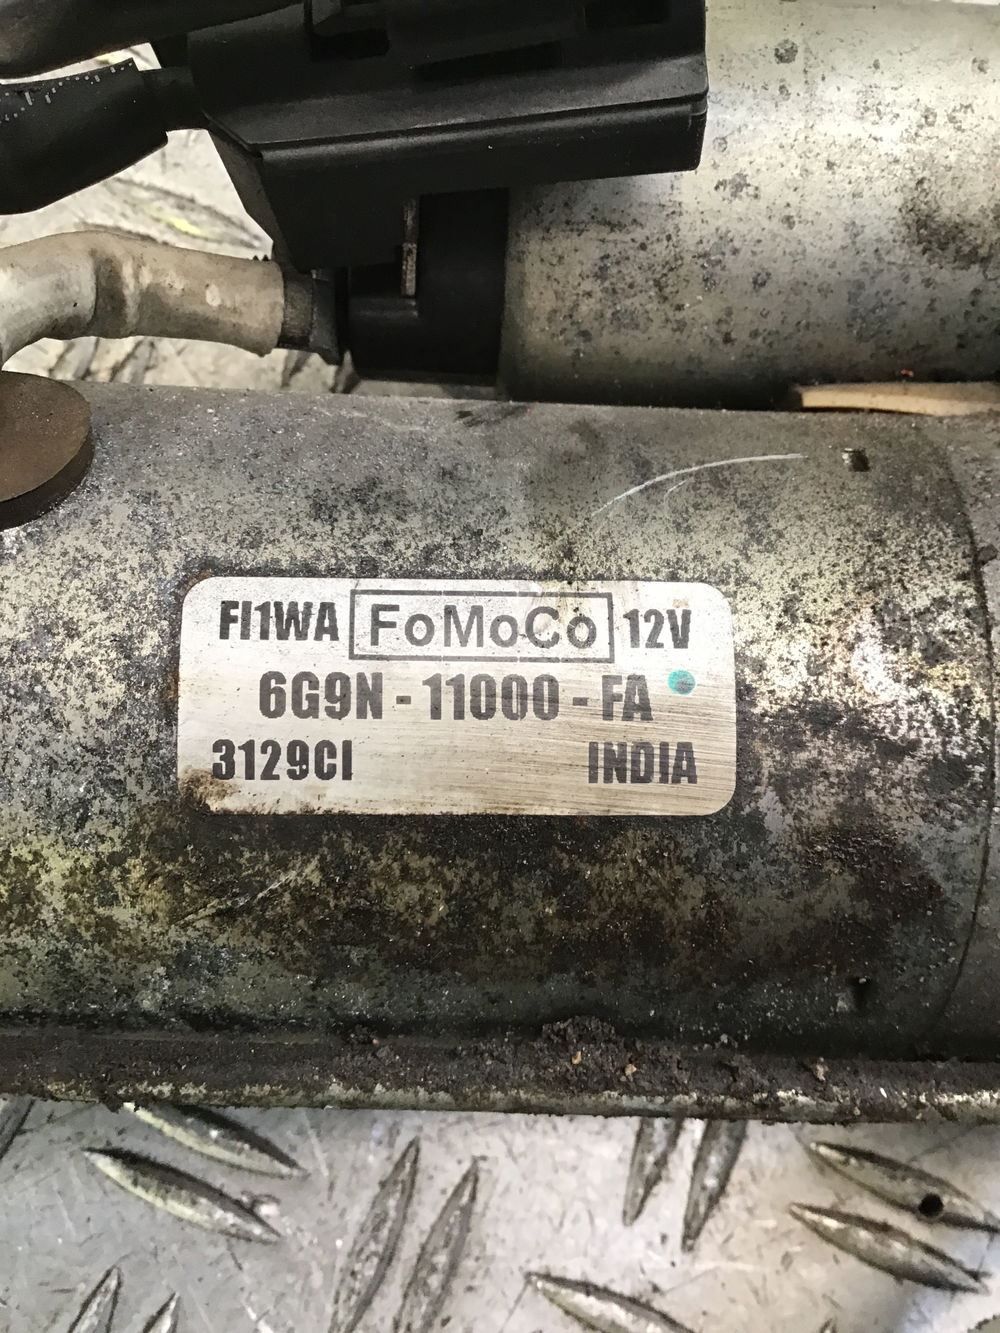 FI1WA FoMoCo 12V
6G9N - 11000 - FA
3129CI INDIA